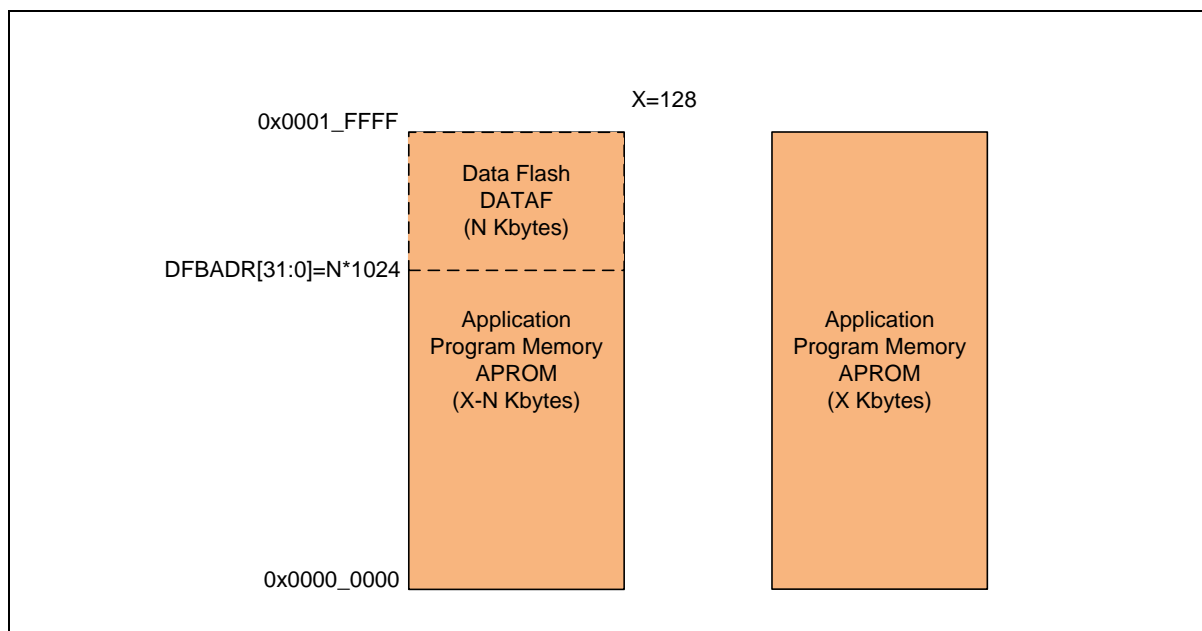 X=128
0x0001_FFFF
Data Flash
DATAF
(N Kbytes)
DFBADR[31:0]=N*1024
Application
Program Memory
APROM
(X-N Kbytes)
0x0000_0000
Application
Program Memory
APROM
(X Kbytes)